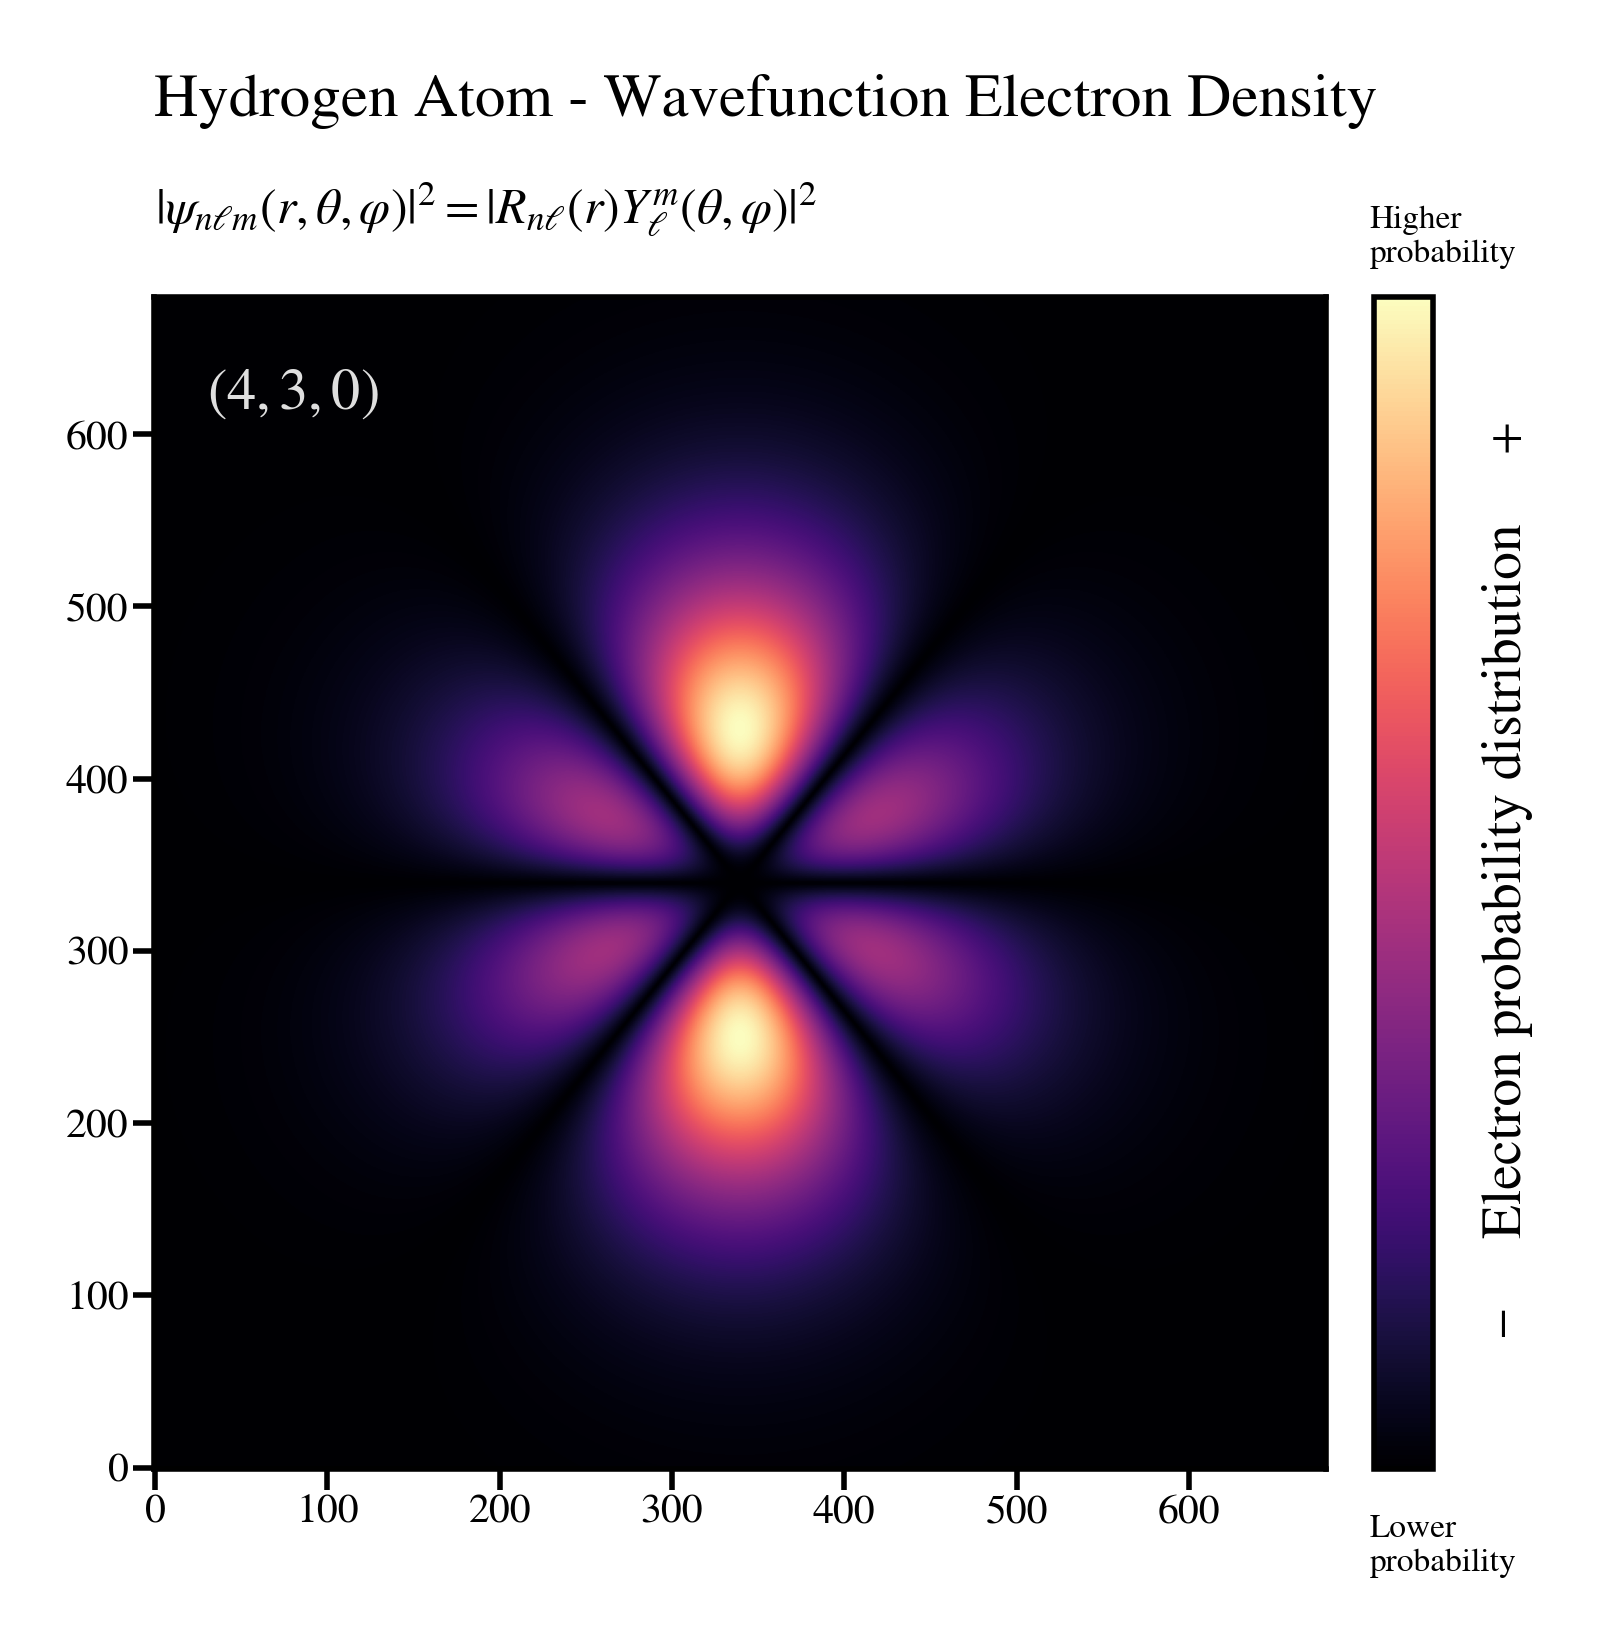 Hydrogen Atom - Wavefunction Electron Density
|ψnℓm(r, θ, φ)|² = |Rnℓ(r)Yℓᵐ(θ, φ)|²
Higher
probability
(4, 3, 0)
600
500
400
300
200
100
0
0 100 200 300 400 500 600
− Electron probability distribution +
Lower
probability